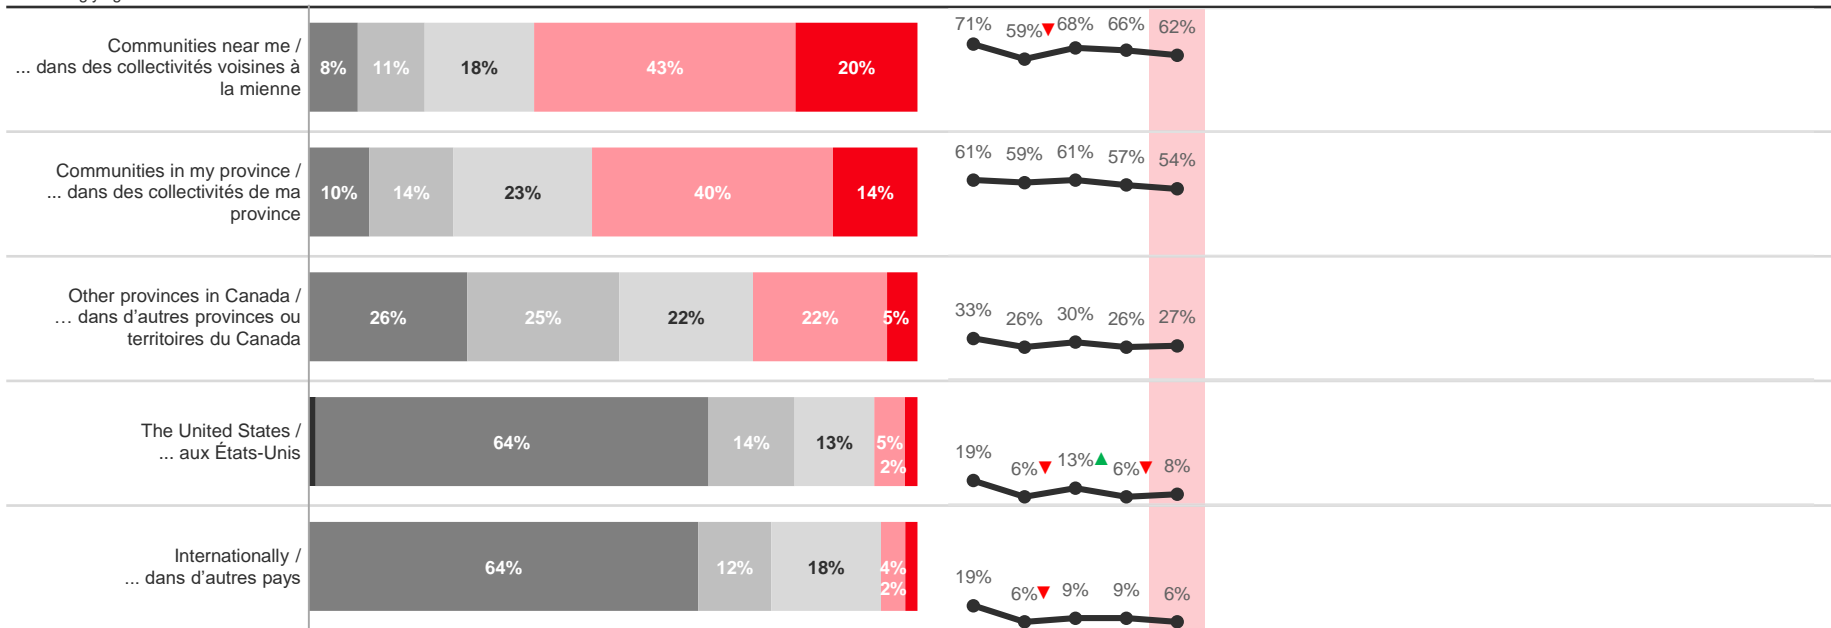 Communities near me /
... dans des collectivités voisines à
la mienne
8% 11% 18% 43% 20%
71% 59% 68% 66% 62%
Communities in my province /
... dans des collectivités de ma
province
10% 14% 23% 40% 14%
61% 59% 61% 57% 54%
Other provinces in Canada /
… dans d’autres provinces ou
territoires du Canada
26% 25% 22% 22% 5%
33% 26% 30% 26% 27%
The United States /
... aux États-Unis
64% 14% 13% 5%
2%
19% 6% 13% 6% 8%
Internationally /
... dans d’autres pays
64% 12% 18% 4%
2%
19% 6% 9% 9% 6%